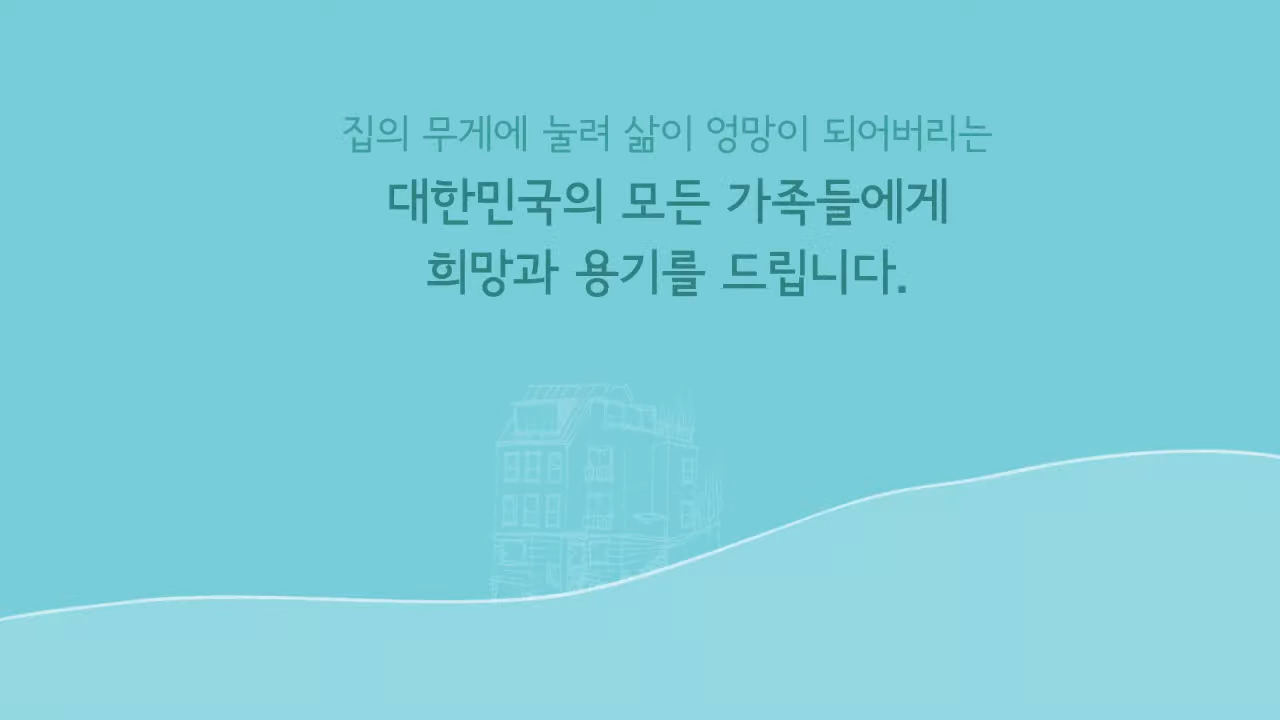 집의 무게에 눌려 삶이 엉망이 되어버리는
대한민국의 모든 가족들에게
희망과 용기를 드립니다.